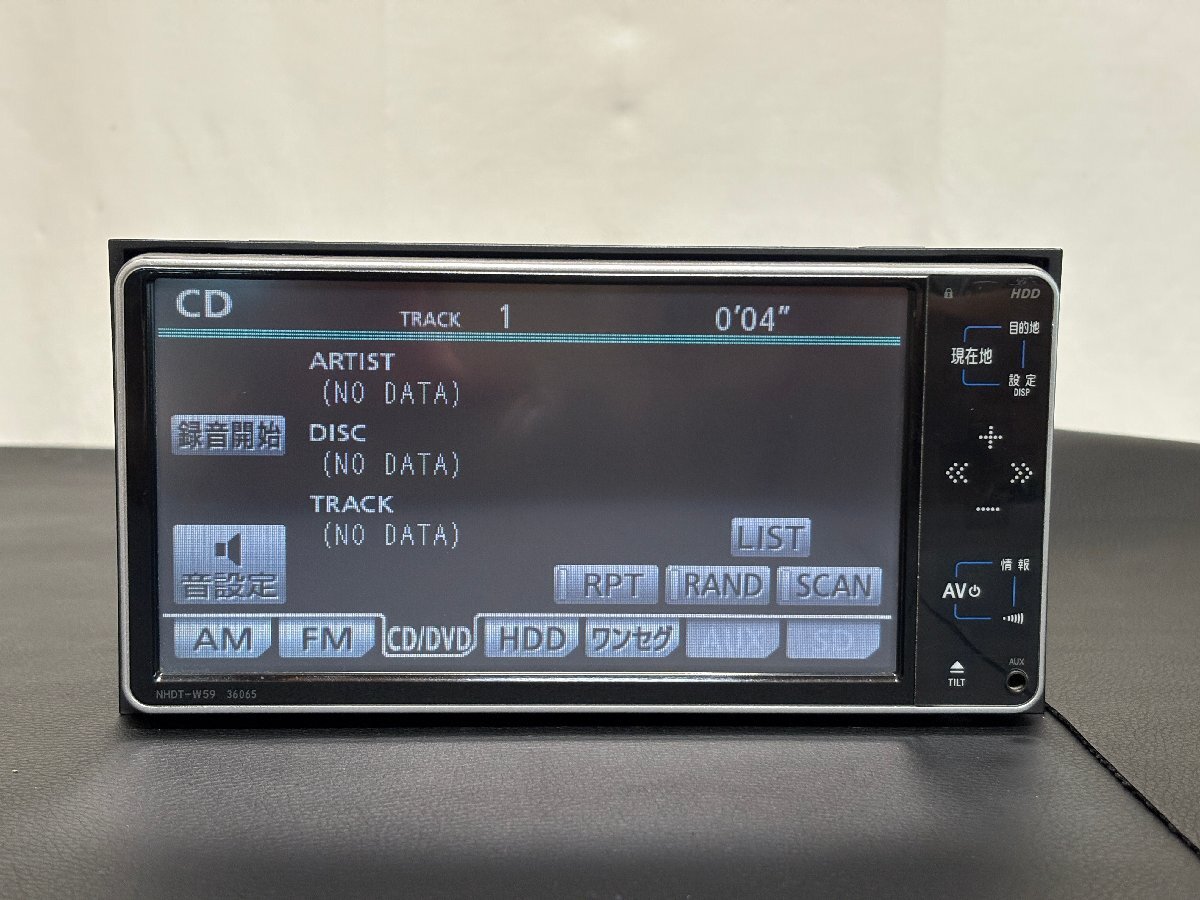 CD
TRACK 1 0'04"
ARTIST
(NO DATA)
録音開始
DISC
(NO DATA)
TRACK
(NO DATA)
LIST
音設定
RPT RAND SCAN
AM FM CD/DVD HDD ワンセグ AUX SD
NHDT-W59 36065
HDD
目的地
現在地
設定
DISP
情報
AV
TILT
AUX